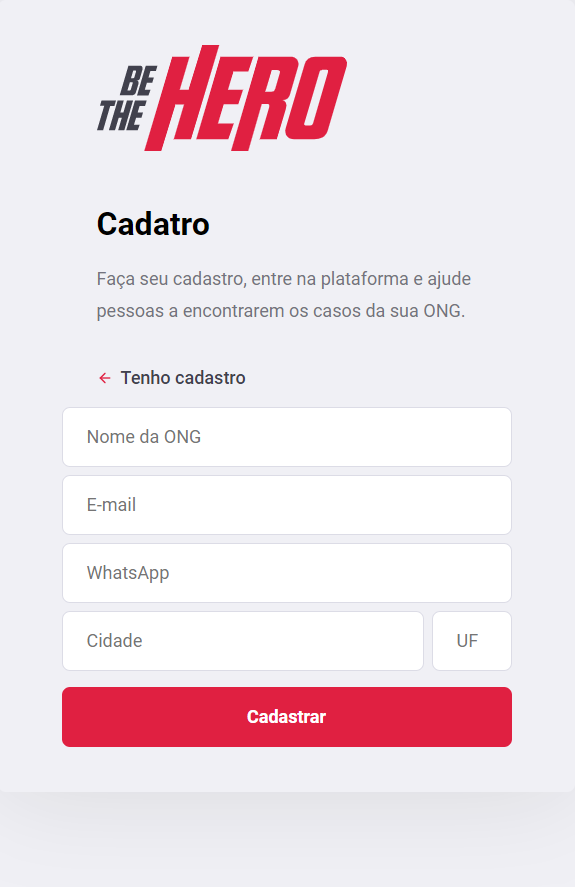 BE
THE
HERO
Cadatro
Faça seu cadastro, entre na plataforma e ajude
pessoas a encontrarem os casos da sua ONG.
← Tenho cadastro
Nome da ONG
E-mail
WhatsApp
Cidade
UF
Cadastrar